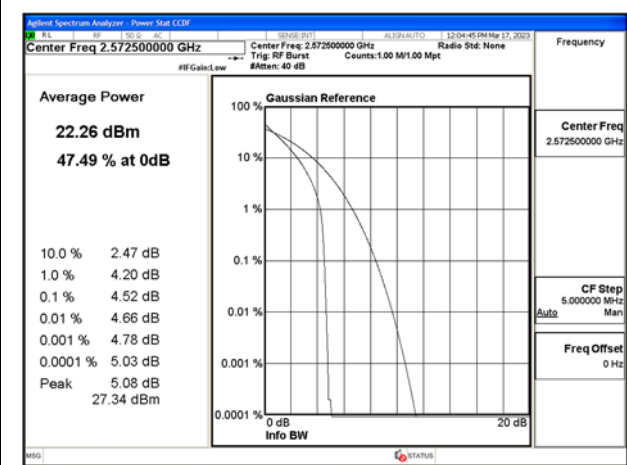 Agilent Spectrum Analyzer - Power Stat CCDF
RL RF 50 Ω AC SENSE:INT ALIGNAUTO 12:04:45 PM Mar 17, 2023
Center Freq 2.572500000 GHz
Center Freq: 2.572500000 GHz Radio Std: None
Trig: RF Burst Counts:1.00 M/1.00 Mpt
#IFGain:Low #Atten: 40 dB
Frequency
Average Power
22.26 dBm
47.49 % at 0dB
10.0 % 2.47 dB
1.0 % 4.20 dB
0.1 % 4.52 dB
0.01 % 4.66 dB
0.001 % 4.78 dB
0.0001 % 5.03 dB
Peak 5.08 dB
27.34 dBm
Gaussian Reference
100 %
10 %
1 %
0.1 %
0.01 %
0.001 %
0.0001 %
0 dB 20 dB
Info BW
Center Freq
2.572500000 GHz
CF Step
5.000000 MHz
Auto Man
Freq Offset
0 Hz
MSG STATUS